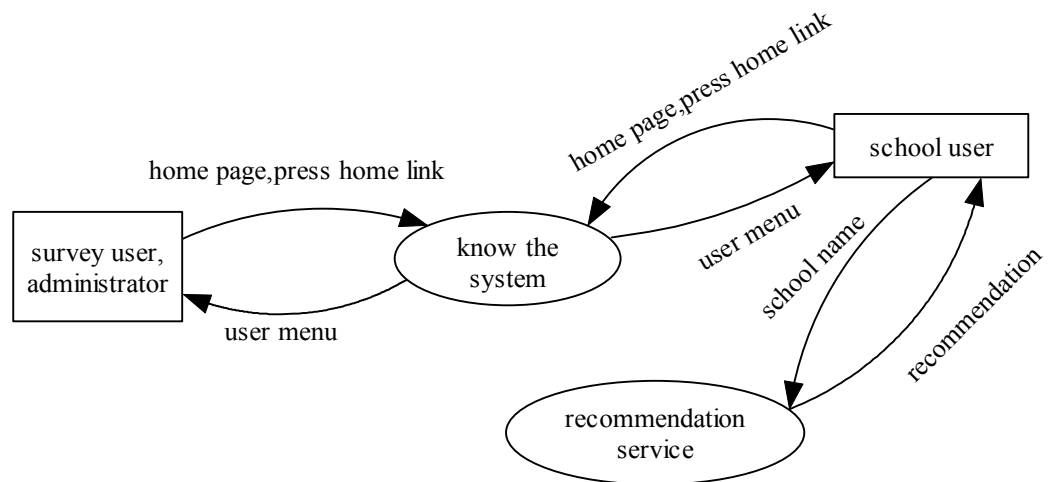 home page,press home link
school user
home page,press home link
survey user,
administrator
know the
system
user menu
user menu
school name
recommendation
recommendation
service